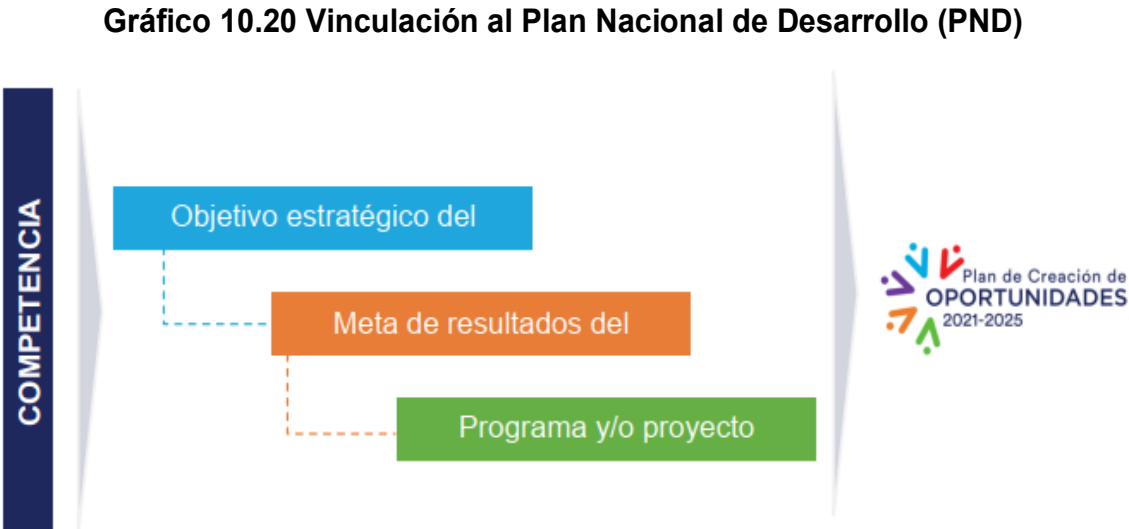 Gráfico 10.20 Vinculación al Plan Nacional de Desarrollo (PND)
COMPETENCIA
Objetivo estratégico del
Meta de resultados del
Programa y/o proyecto
Plan de Creación de
OPORTUNIDADES
2021-2025